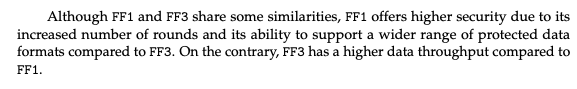 Although FF1 and FF3 share some similarities, FF1 offers higher security due to its
increased number of rounds and its ability to support a wider range of protected data
formats compared to FF3. On the contrary, FF3 has a higher data throughput compared to
FF1.